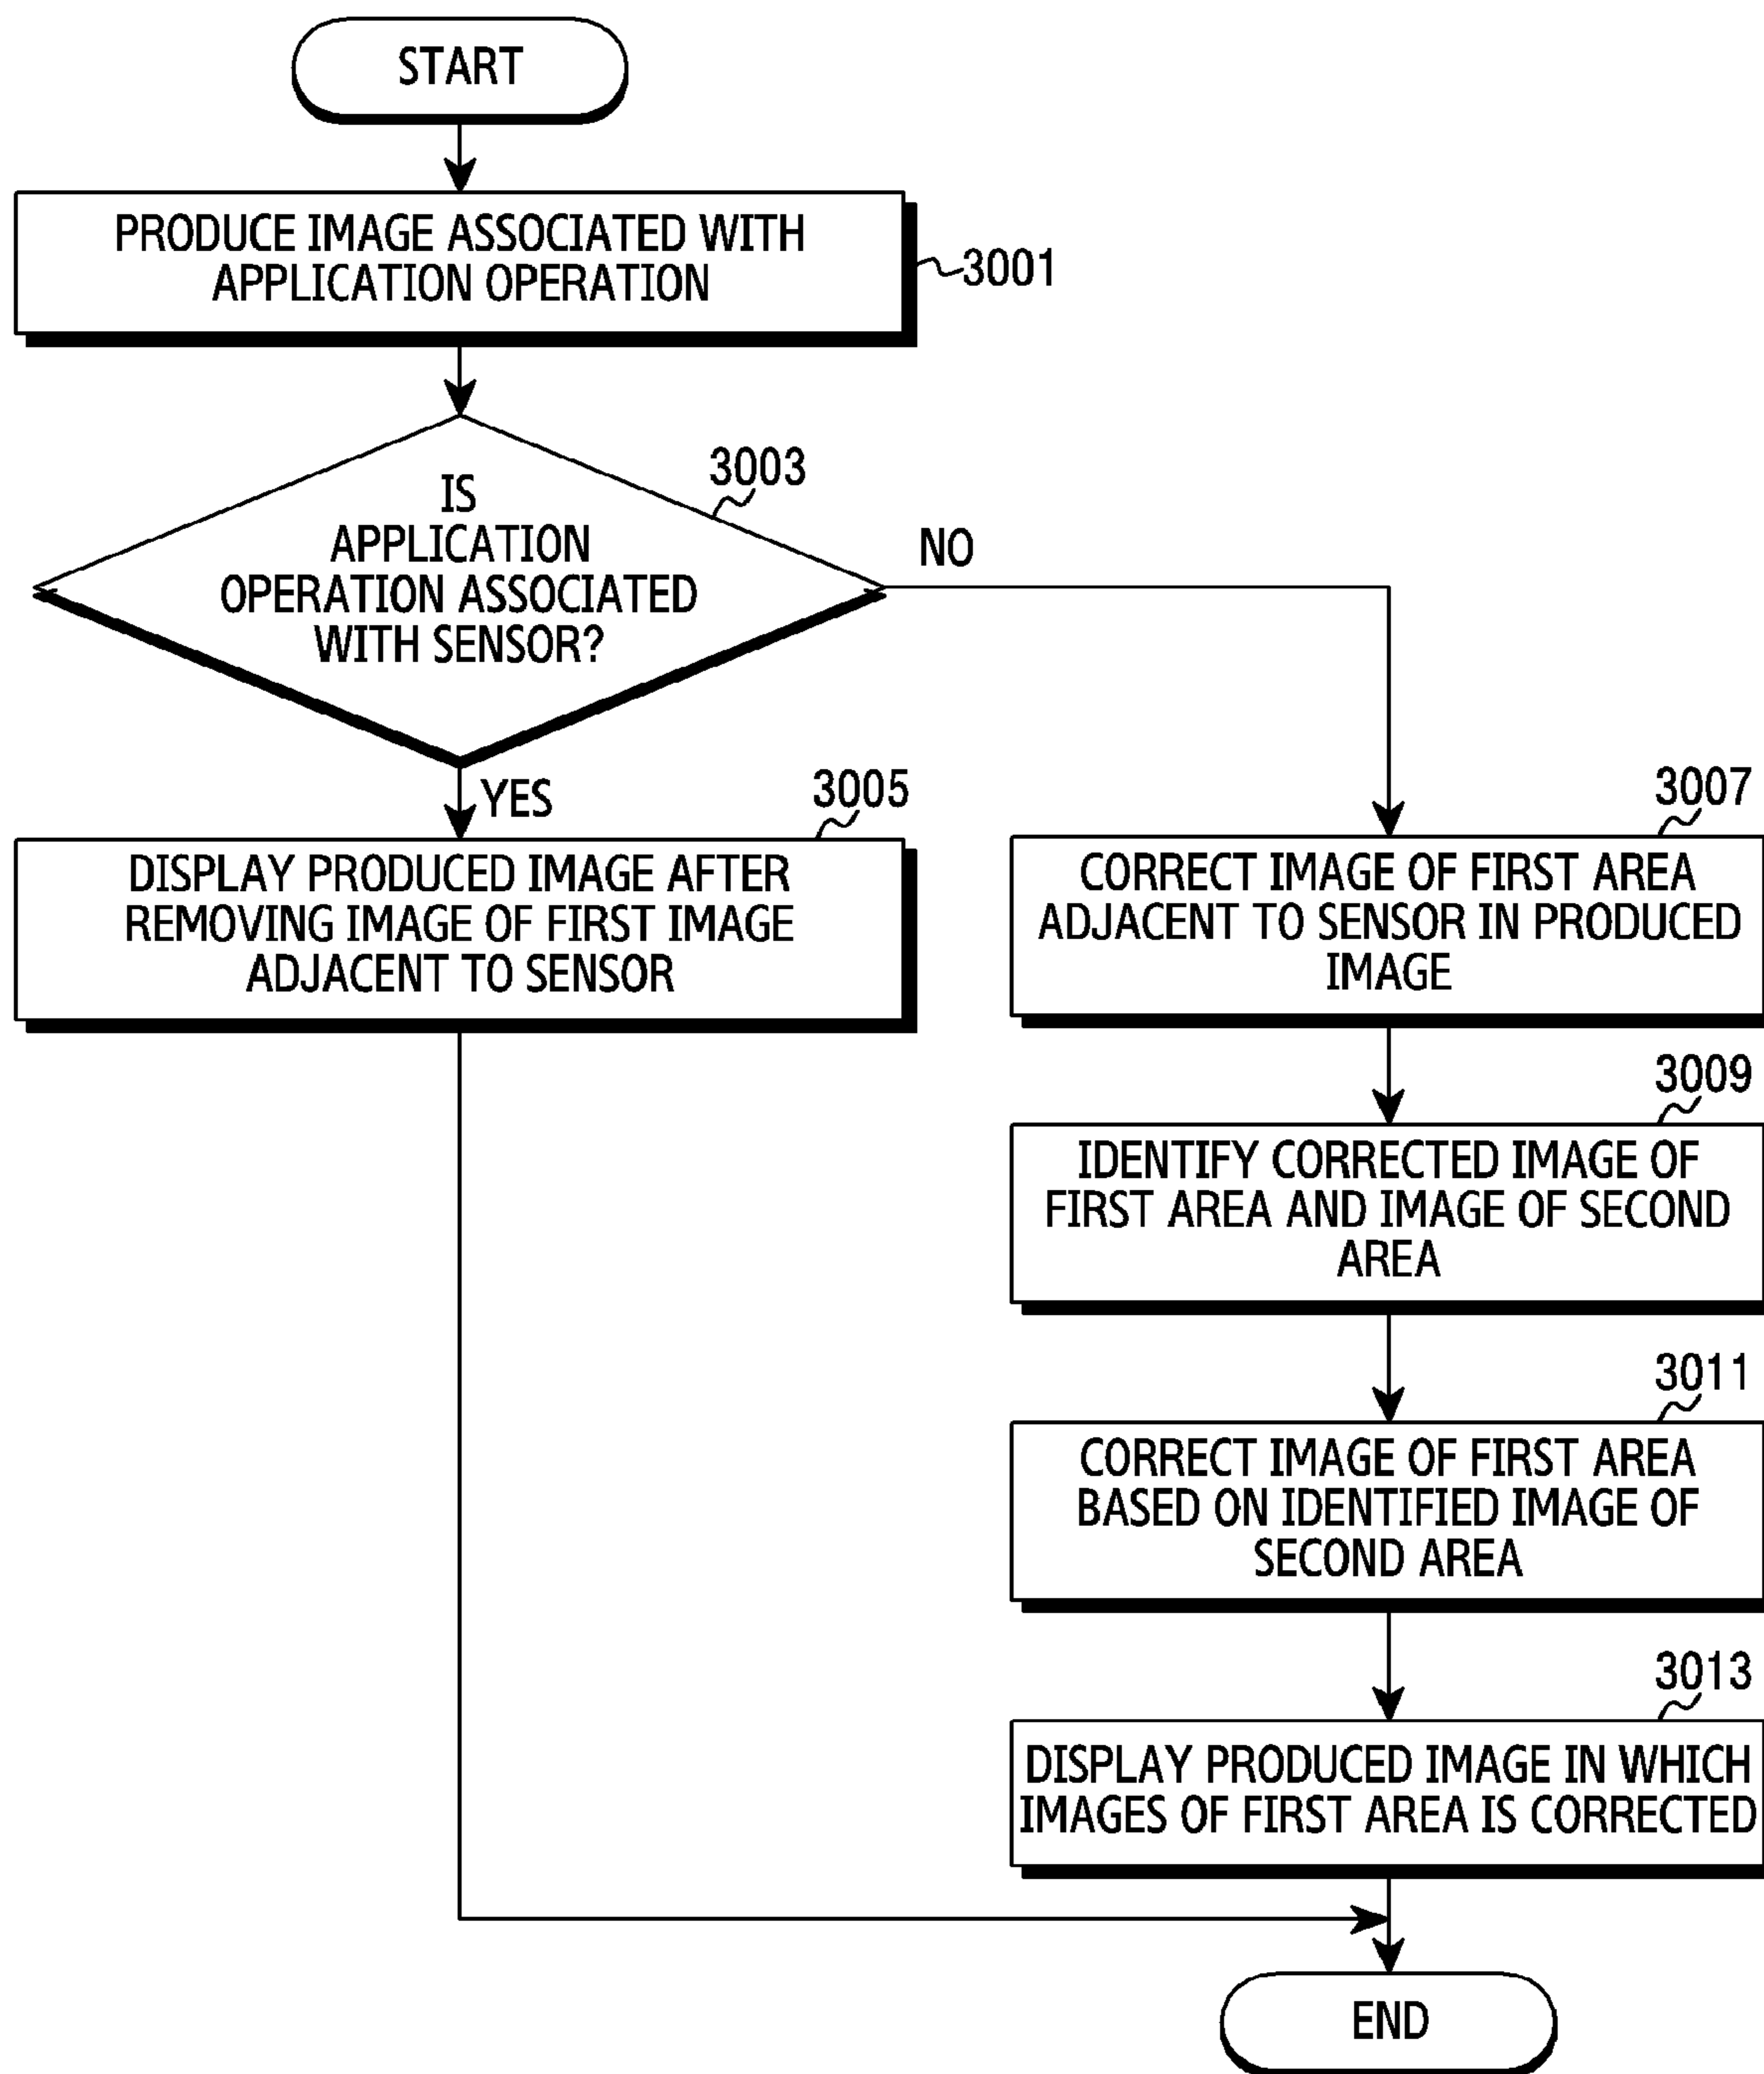 START
PRODUCE IMAGE ASSOCIATED WITH
APPLICATION OPERATION
3001
3003
IS
APPLICATION
OPERATION ASSOCIATED
WITH SENSOR?
NO
YES
3005
DISPLAY PRODUCED IMAGE AFTER
REMOVING IMAGE OF FIRST IMAGE
ADJACENT TO SENSOR
3007
CORRECT IMAGE OF FIRST AREA
ADJACENT TO SENSOR IN PRODUCED
IMAGE
3009
IDENTIFY CORRECTED IMAGE OF
FIRST AREA AND IMAGE OF SECOND
AREA
3011
CORRECT IMAGE OF FIRST AREA
BASED ON IDENTIFIED IMAGE OF
SECOND AREA
3013
DISPLAY PRODUCED IMAGE IN WHICH
IMAGES OF FIRST AREA IS CORRECTED
END